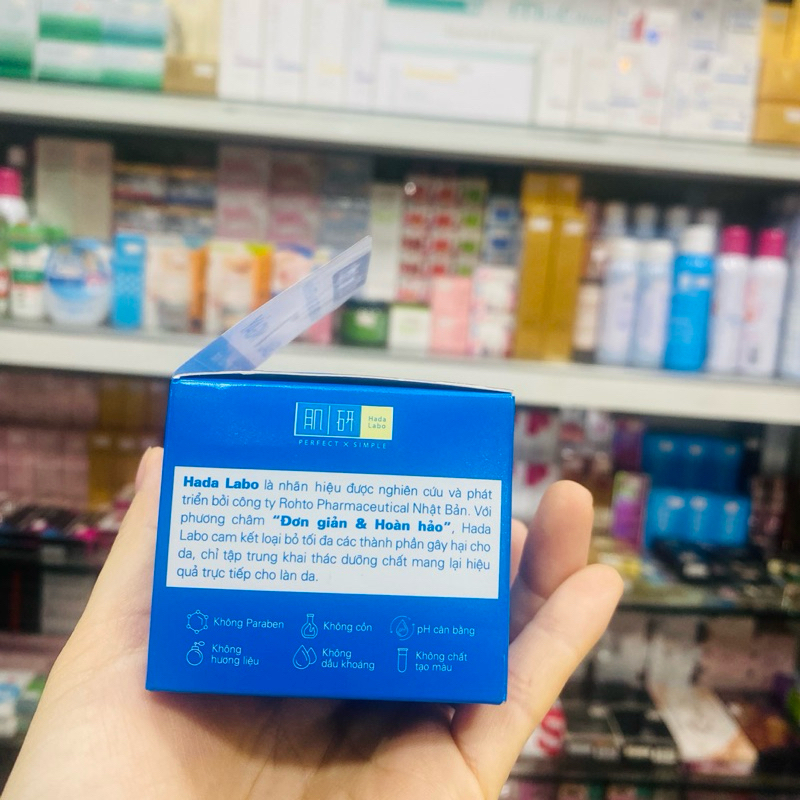 肌 研 Hada
Labo
PERFECT X SIMPLE
Hada Labo là nhãn hiệu được nghiên cứu và phát
triển bởi công ty Rohto Pharmaceutical Nhật Bản. Với
phương châm “Đơn giản & Hoàn hảo”, Hada
Labo cam kết loại bỏ tối đa các thành phần gây hại cho
da, chỉ tập trung khai thác dưỡng chất mang lại hiệu
quả trực tiếp cho làn da.
Không Paraben
Không cồn
pH cân bằng
Không
hương liệu
Không
dầu khoáng
Không chất
tạo màu